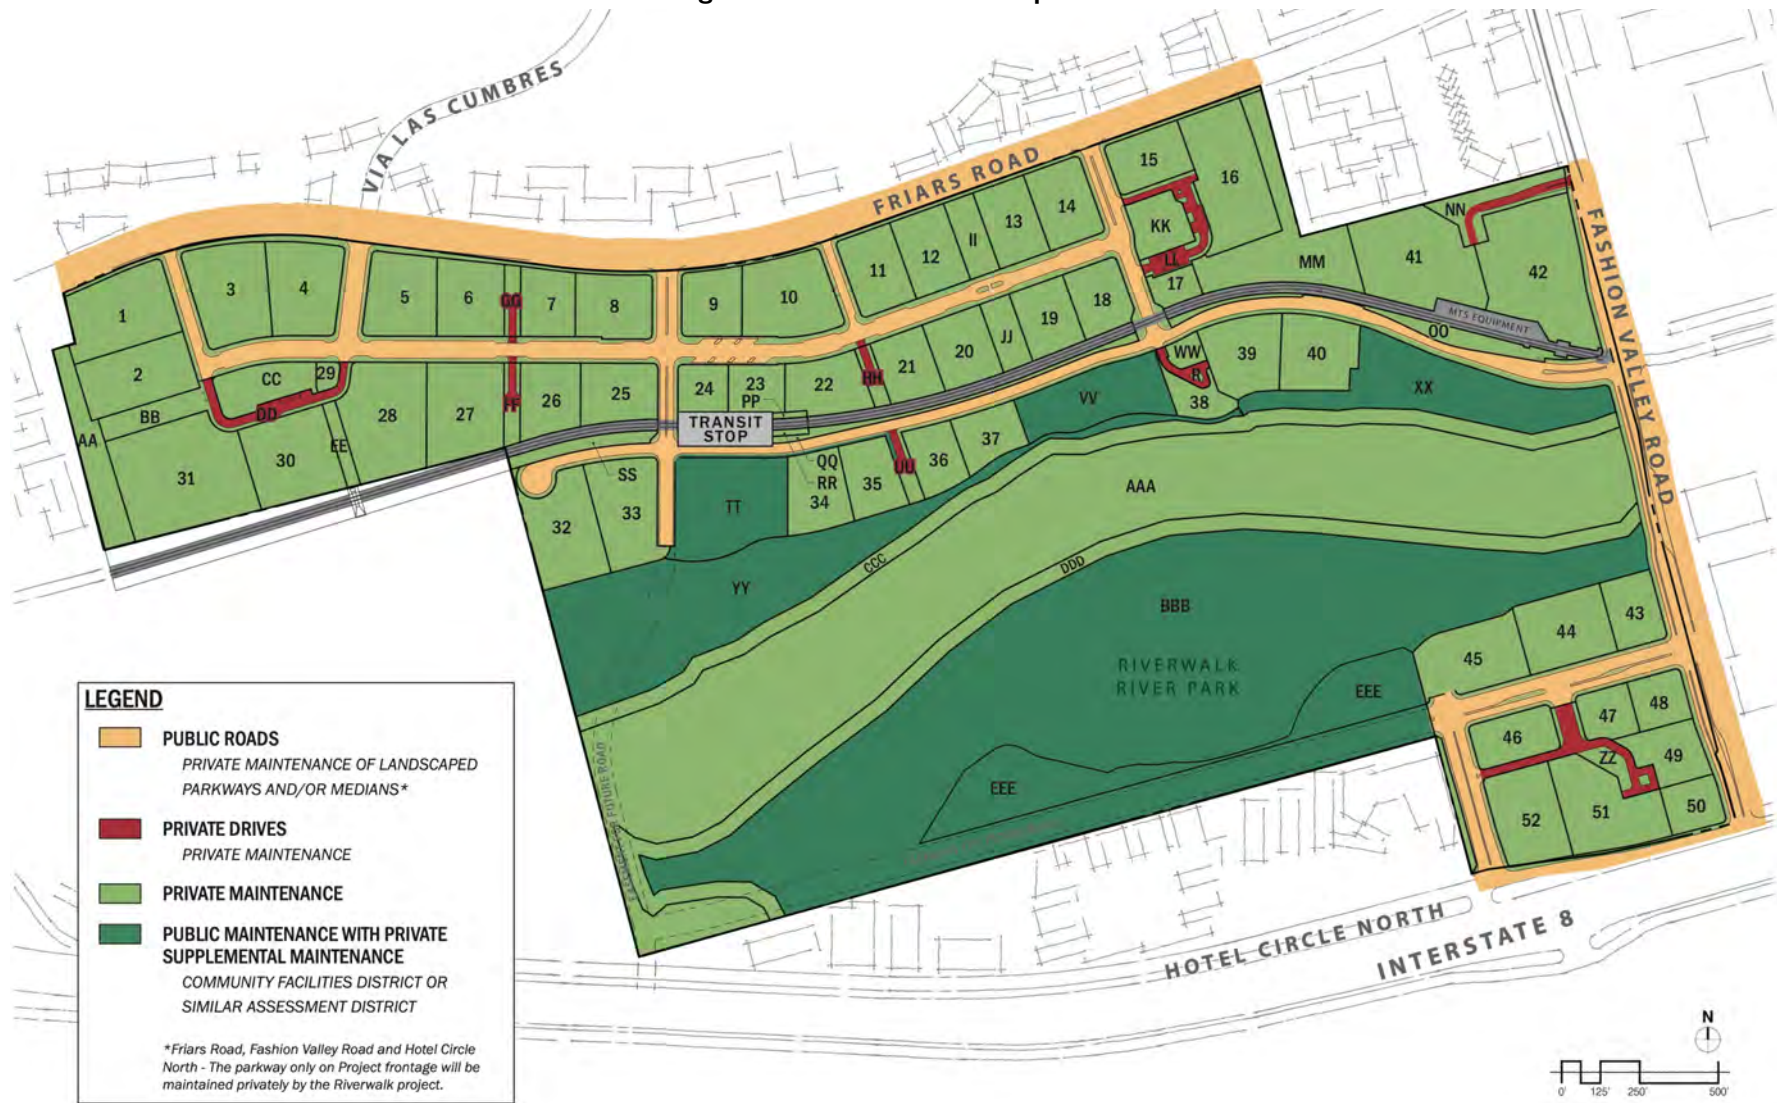 VIA LAS CUMBRES
FRIARS ROAD
FASHION VALLEY ROAD
15
16
14
13
II
12
11
KK
LL
17
MM
NN
41
42
1
3
4
5
6
GG
7
8
9
10
18
19
JJ
20
21
HH
22
23
24
PP
MTS EQUIPMENT
OO
2
CC
29
DD
BB
AA
EE
28
27
FF
26
25
TRANSIT
STOP
WW
R
39
40
38
VV
XX
31
30
SS
QQ
RR
34
35
UU
36
37
32
33
TT
YY
CCC
DDD
AAA
BBB
RIVERWALK
RIVER PARK
EEE
EEE
45
44
43
46
47
48
ZZ
49
52
51
50
HOTEL CIRCLE NORTH
INTERSTATE 8
LEGEND
PUBLIC ROADS
PRIVATE MAINTENANCE OF LANDSCAPED
PARKWAYS AND/OR MEDIANS*
PRIVATE DRIVES
PRIVATE MAINTENANCE
PRIVATE MAINTENANCE
PUBLIC MAINTENANCE WITH PRIVATE
SUPPLEMENTAL MAINTENANCE
COMMUNITY FACILITIES DISTRICT OR
SIMILAR ASSESSMENT DISTRICT
*Friars Road, Fashion Valley Road and Hotel Circle
North - The parkway only on Project frontage will be
maintained privately by the Riverwalk project.
N
0' 125' 250' 500'